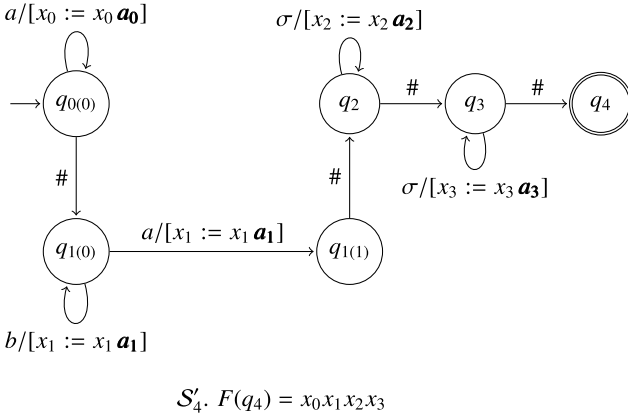 a/[x₀ := x₀ a₀]
σ/[x₂ := x₂ a₂]
q₀₍₀₎
q₂
#
q₃
#
q₄
#
#
σ/[x₃ := x₃ a₃]
q₁₍₀₎
a/[x₁ := x₁ a₁]
q₁₍₁₎
b/[x₁ := x₁ a₁]
𝒮′₄. F(q₄) = x₀x₁x₂x₃